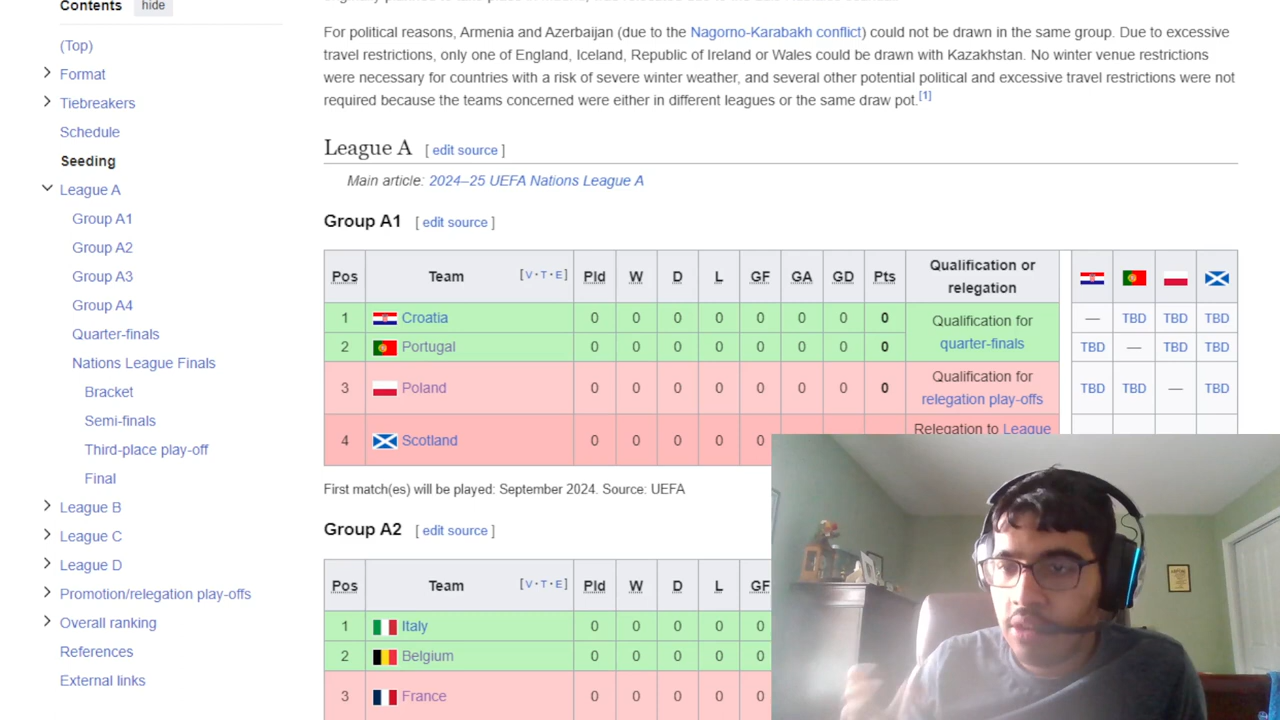 Contents hide
(Top)
Format
Tiebreakers
Schedule
Seeding
League A
Group A1
Group A2
Group A3
Group A4
Quarter-finals
Nations League Finals
Bracket
Semi-finals
Third-place play-off
Final
League B
League C
League D
Promotion/relegation play-offs
Overall ranking
References
External links
For political reasons, Armenia and Azerbaijan (due to the Nagorno-Karabakh conflict) could not be drawn in the same group. Due to excessive
travel restrictions, only one of England, Iceland, Republic of Ireland or Wales could be drawn with Kazakhstan. No winter venue restrictions
were necessary for countries with a risk of severe winter weather, and several other potential political and excessive travel restrictions were not
required because the teams concerned were either in different leagues or the same draw pot.[1]
League A [ edit source ]
Main article: 2024–25 UEFA Nations League A
Group A1 [ edit source ]
Pos Team [V·T·E] Pld W D L GF GA GD Pts Qualification or relegation
1 Croatia 0 0 0 0 0 0 0 0 Qualification for quarter-finals — TBD TBD TBD
2 Portugal 0 0 0 0 0 0 0 0 TBD — TBD TBD
3 Poland 0 0 0 0 0 0 0 0 Qualification for relegation play-offs TBD TBD — TBD
4 Scotland 0 0 0 0 0 Relegation to League
First match(es) will be played: September 2024. Source: UEFA
Group A2 [ edit source ]
Pos Team [V·T·E] Pld W D L GF
1 Italy 0 0 0 0 0
2 Belgium 0 0 0 0 0
3 France 0 0 0 0 0